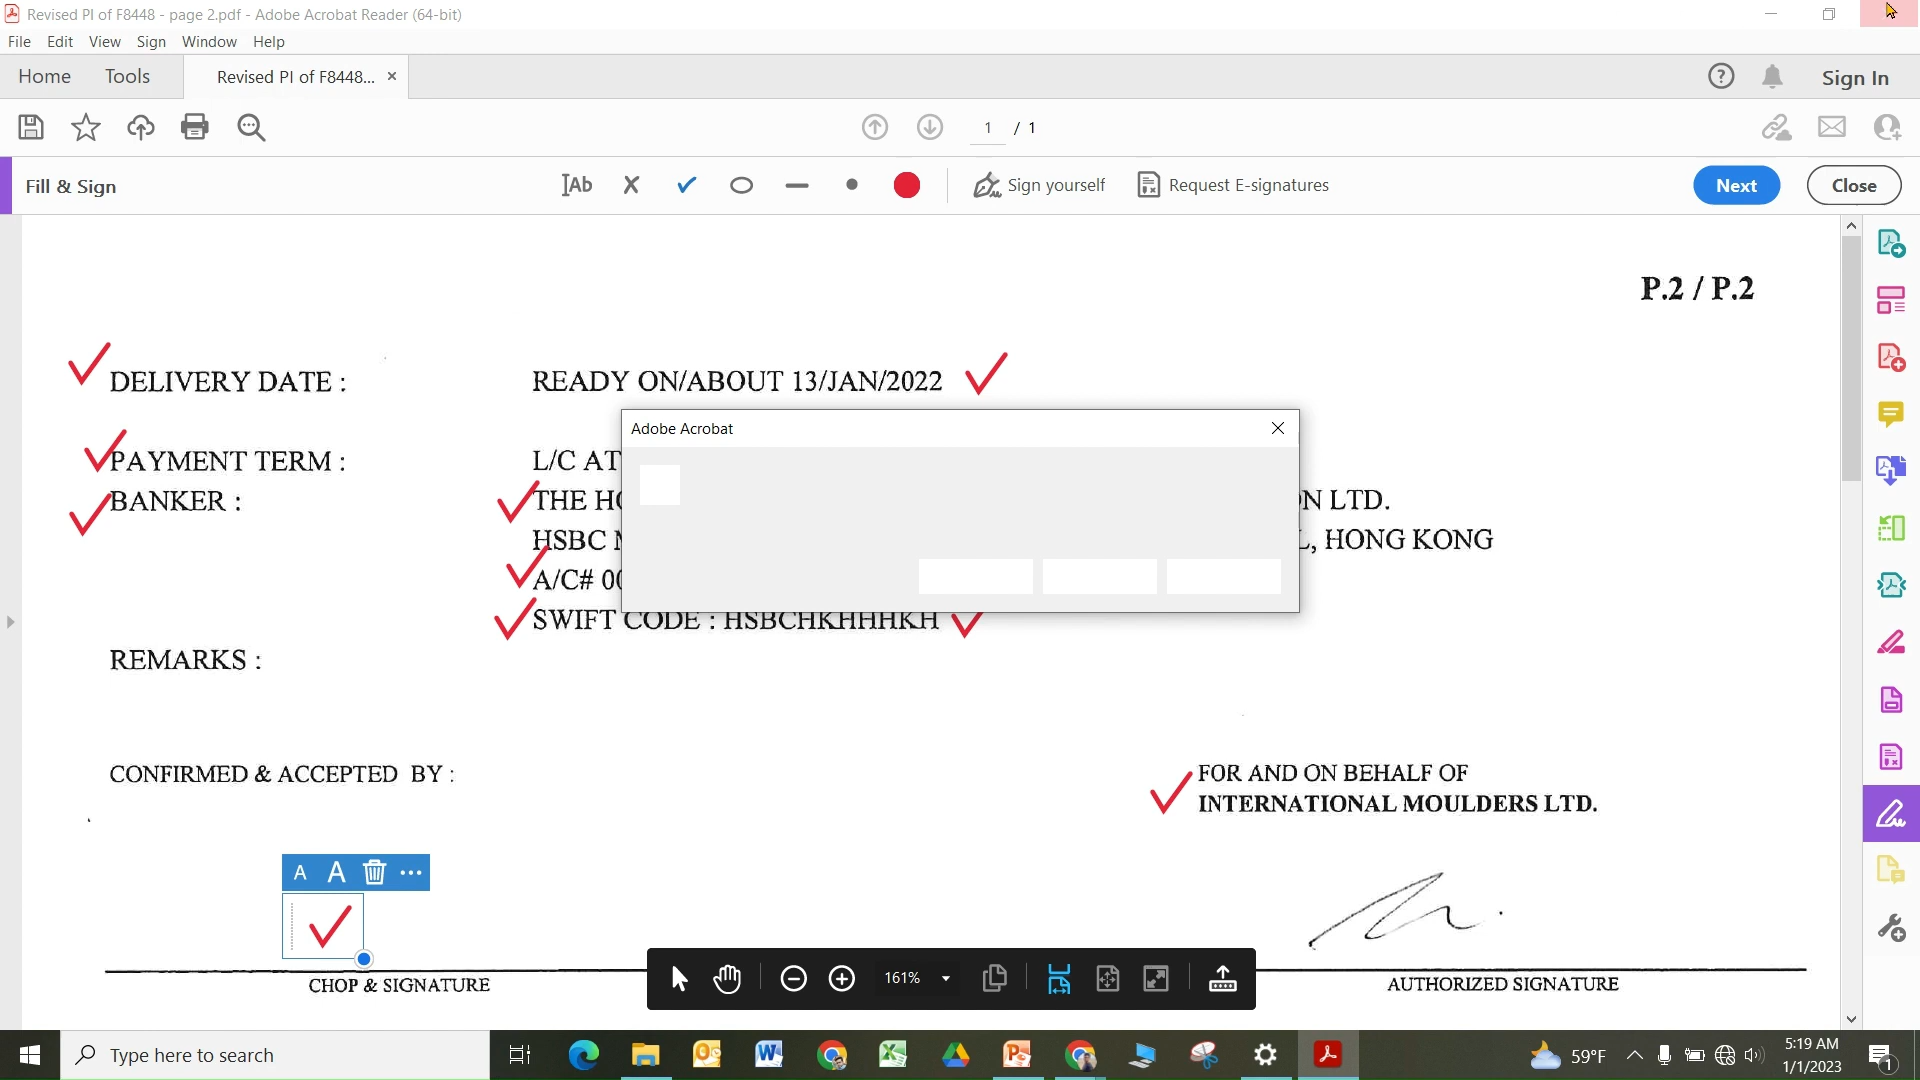 Revised PI of F8448 - page 2.pdf - Adobe Acrobat Reader (64-bit)
File Edit View Sign Window Help
Home Tools Revised PI of F8448... × Sign In
1 / 1
Fill & Sign Ab Sign yourself Request E-signatures Next Close
P.2 / P.2
DELIVERY DATE : READY ON/ABOUT 13/JAN/2022
Adobe Acrobat
PAYMENT TERM : L/C AT
BANKER : THE LTD.
HSBC HONG KONG
A/C#
SWIFT CODE : HSBCHKHHHKH
REMARKS :
CONFIRMED & ACCEPTED BY : FOR AND ON BEHALF OF
INTERNATIONAL MOULDERS LTD.
A A
161%
CHOP & SIGNATURE AUTHORIZED SIGNATURE
Type here to search 59°F 5:19 AM
1/1/2023
1